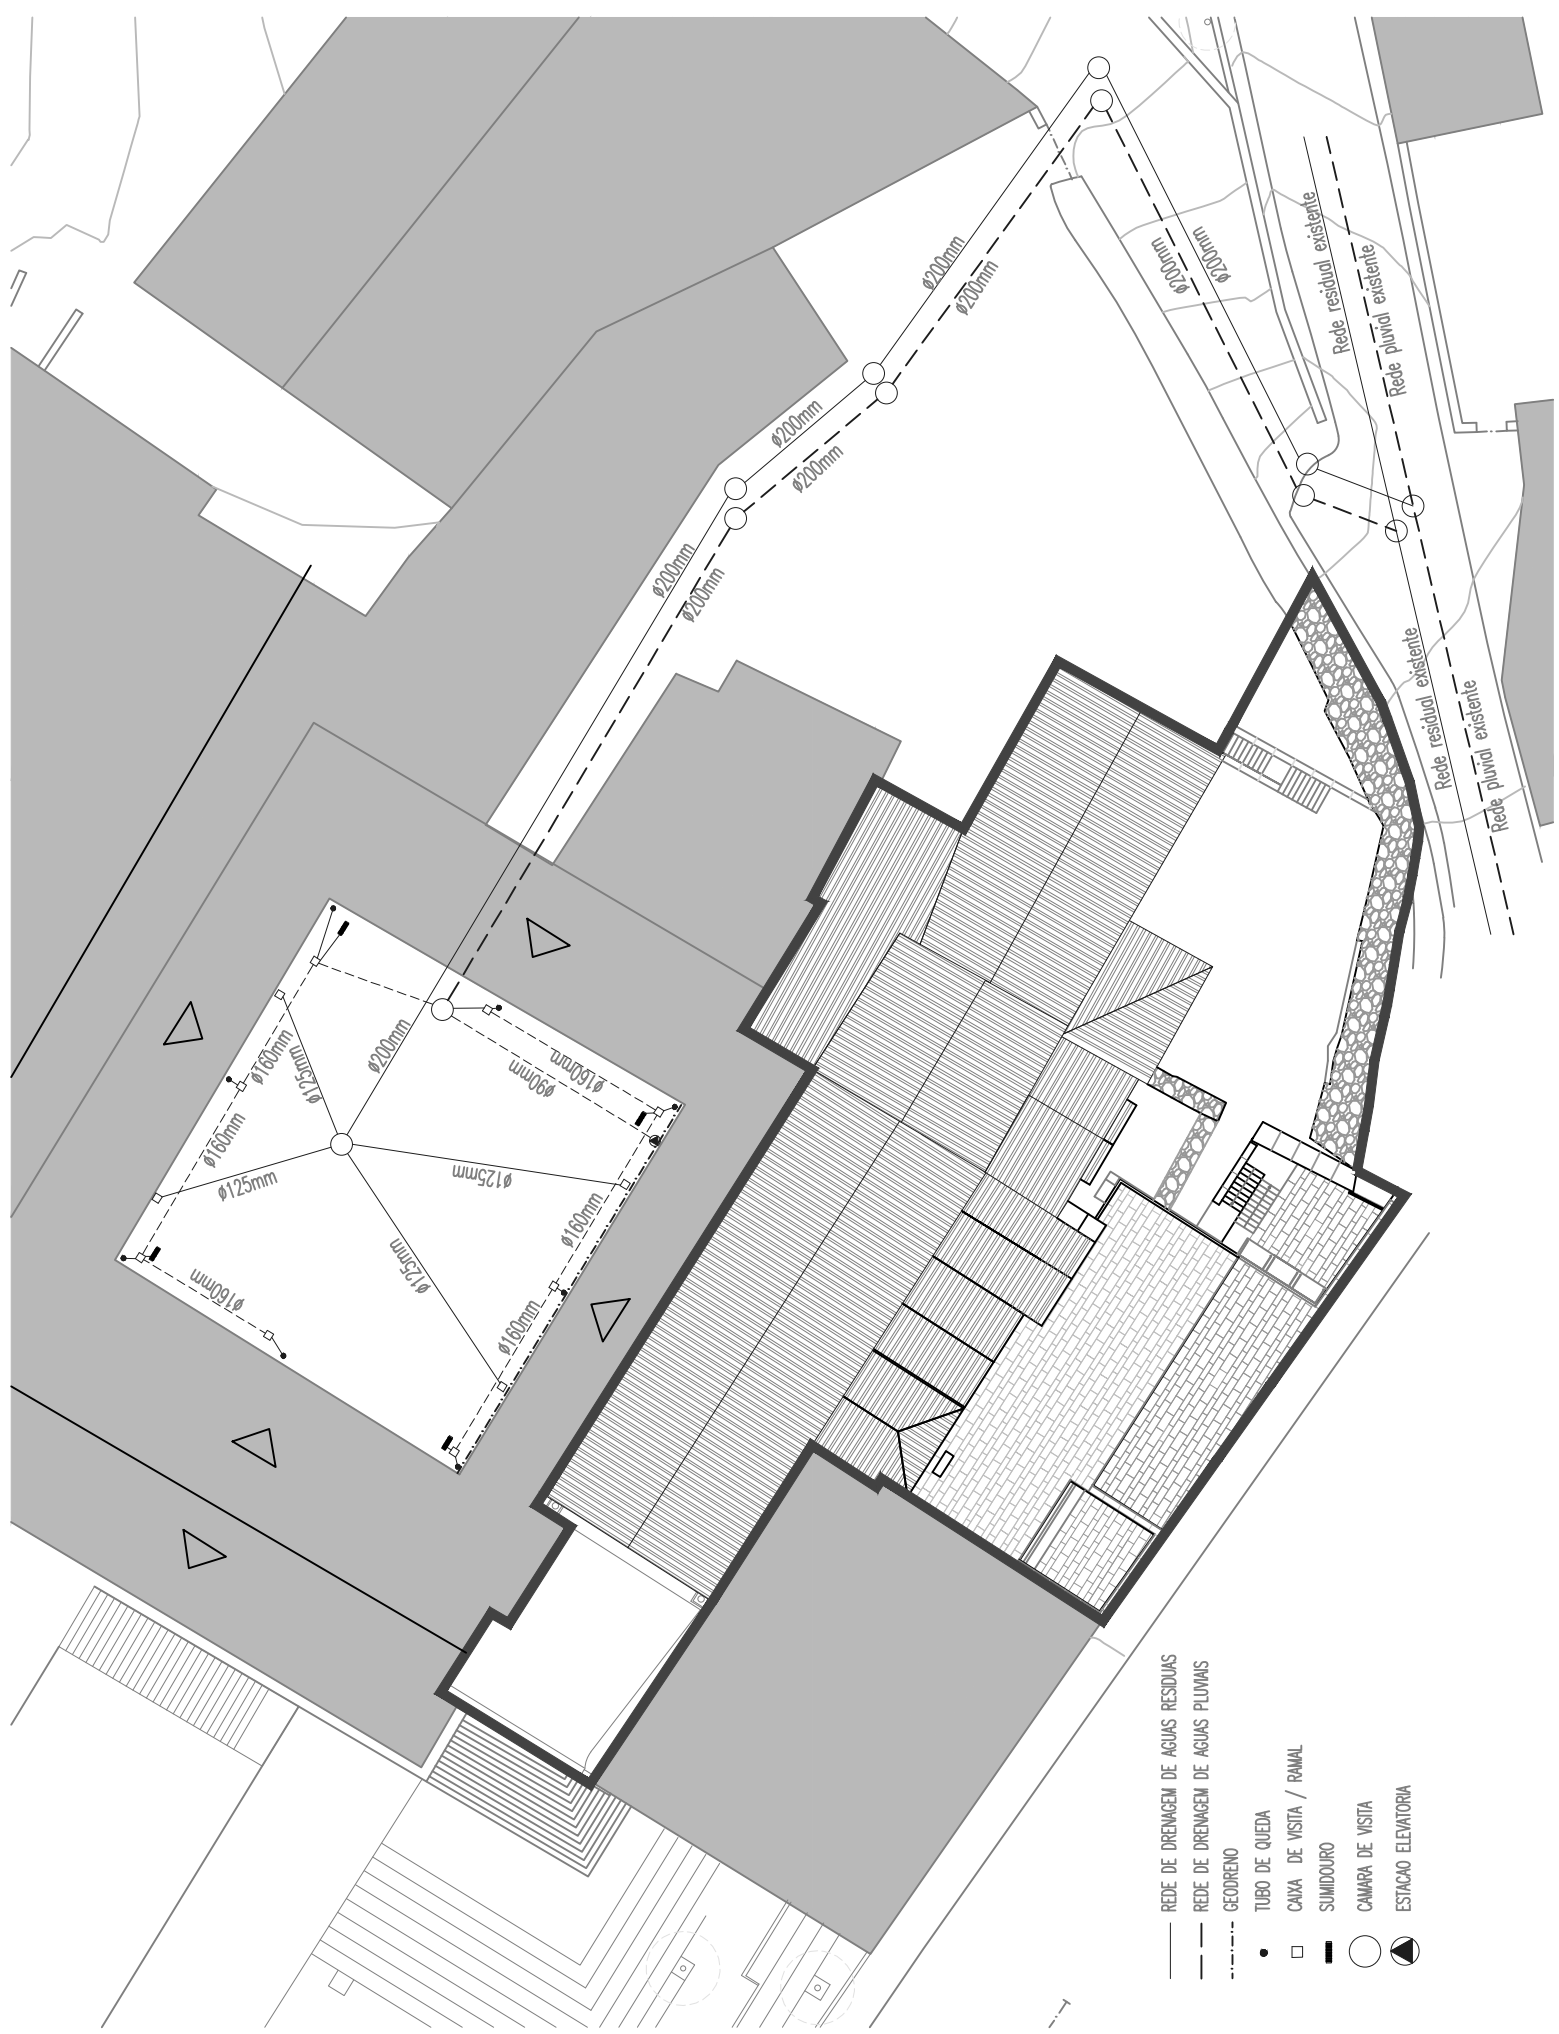 ø200mm
ø200mm
ø200mm
ø200mm
Rede residual existente
Rede pluvial existente
ø200mm
ø200mm
ø200mm
ø200mm
Rede residual existente
Rede pluvial existente
ø200mm
ø160mm
ø125mm
ø160mm
ø90mm
ø160mm
ø125mm
ø125mm
ø160mm
ø125mm
ø160mm
ø160mm
REDE DE DRENAGEM DE AGUAS RESIDUAS
REDE DE DRENAGEM DE AGUAS PLUVIAIS
GEODRENO
TUBO DE QUEDA
CAIXA DE VISITA / RAMAL
SUMIDOURO
CAMARA DE VISITA
ESTACAO ELEVATORIA